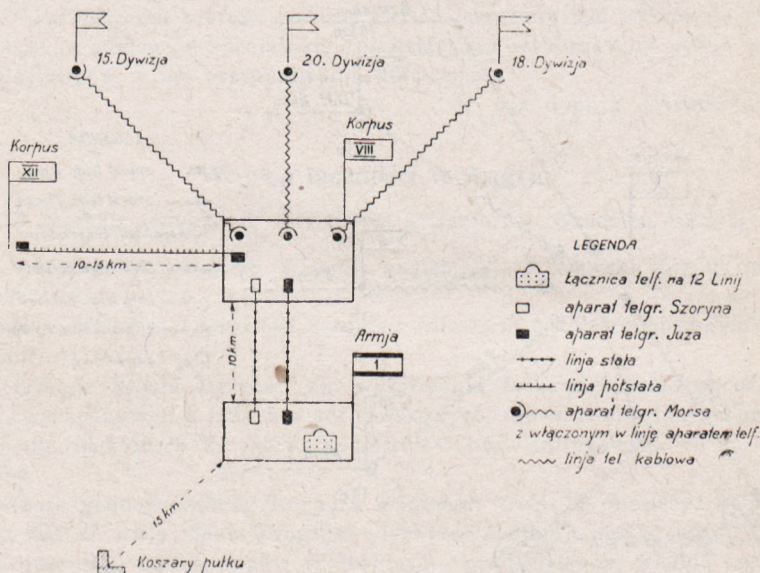 15. Dywizja
20. Dywizja
18. Dywizja
Korpus
VIII
Korpus
XII
10-15 km
10 km
Armja
1
15 km
Koszary pułku
LEGENDA
Łącznica telf. na 12 Linij
aparat telgr. Szoryna
aparat telgr. Juza
linja stała
linja półstała
aparat telgr. Morsa
z włączonym w linję aparatem telf.
linja tel. kablowa